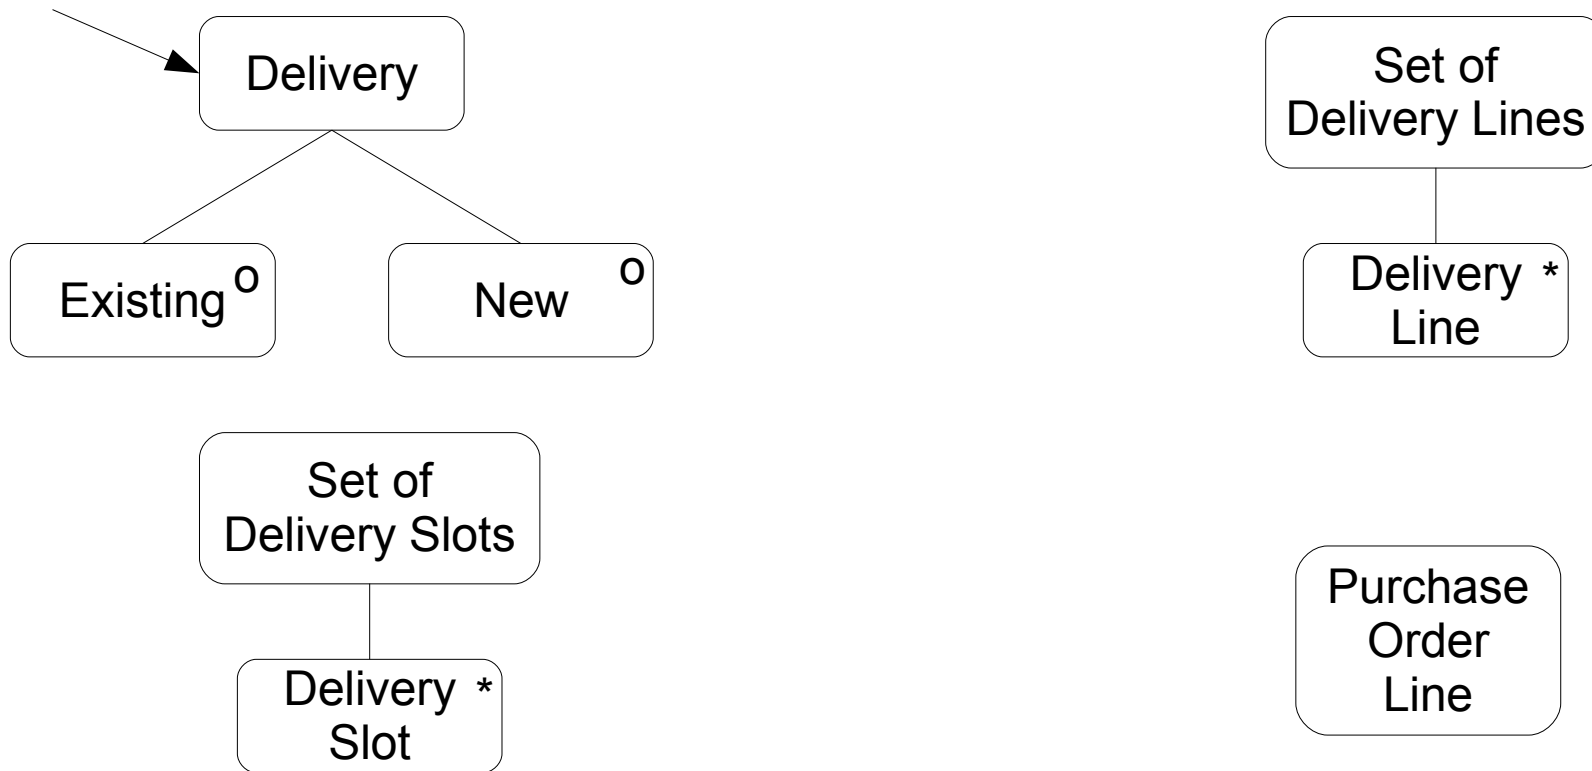 Delivery
Existing o
New o
Set of
Delivery Slots
Delivery *
Slot
Set of
Delivery Lines
Delivery *
Line
Purchase
Order
Line